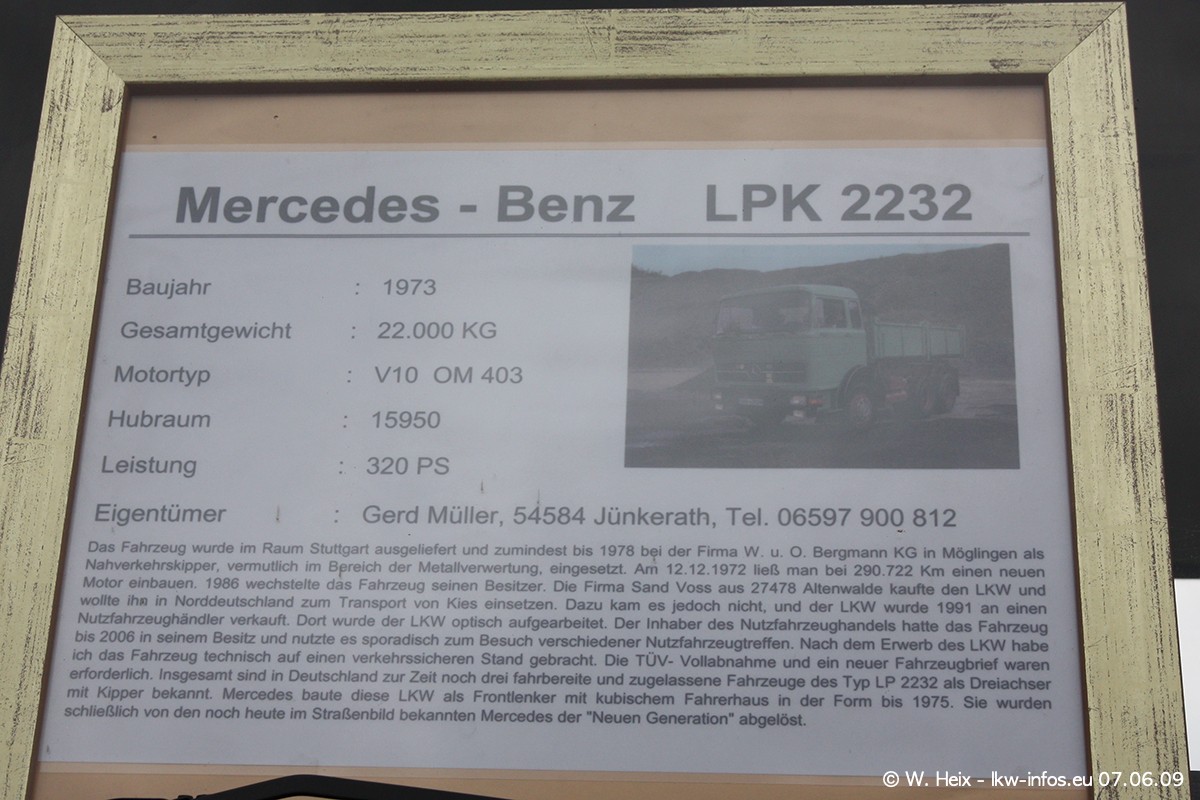 Mercedes - Benz LPK 2232
Baujahr : 1973
Gesamtgewicht : 22.000 KG
Motortyp : V10 OM 403
Hubraum : 15950
Leistung : 320 PS
Eigentümer : Gerd Müller, 54584 Jünkerath, Tel. 06597 900 812
Das Fahrzeug wurde im Raum Stuttgart ausgeliefert und zumindest bis 1978 bei der Firma W. u. O. Bergmann KG in Möglingen als
Nahverkehrskipper, vermutlich im Bereich der Metallverwertung, eingesetzt. Am 12.12.1972 ließ man bei 290.722 Km einen neuen
Motor einbauen. 1986 wechstelte das Fahrzeug seinen Besitzer. Die Firma Sand Voss aus 27478 Altenwalde kaufte den LKW und
wollte ihn in Norddeutschland zum Transport von Kies einsetzen. Dazu kam es jedoch nicht, und der LKW wurde 1991 an einen
Nutzfahrzeughändler verkauft. Dort wurde der LKW optisch aufgearbeitet. Der Inhaber des Nutzfahrzeughandels hatte das Fahrzeug
bis 2006 in seinem Besitz und nutzte es sporadisch zum Besuch verschiedener Nutzfahrzeugtreffen. Nach dem Erwerb des LKW habe
ich das Fahrzeug technisch auf einen verkehrssicheren Stand gebracht. Die TÜV- Vollabnahme und ein neuer Fahrzeugbrief waren
erforderlich. Insgesamt sind in Deutschland zur Zeit noch drei fahrbereite und zugelassene Fahrzeuge des Typ LP 2232 als Dreiachser
mit Kipper bekannt. Mercedes baute diese LKW als Frontlenker mit kubischem Fahrerhaus in der Form bis 1975. Sie wurden
schließlich von den noch heute im Straßenbild bekannten Mercedes der "Neuen Generation" abgelöst.
© W. Heix - lkw-infos.eu 07.06.09